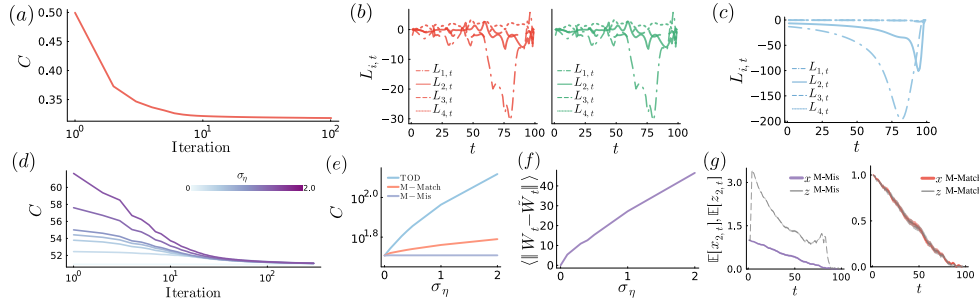 (a)
0.50
0.45
0.40
0.35
C
10^0
10^1
10^2
Iteration
(b)
0
−10
−20
−30
L_{i,t}
L_{1,t}
L_{2,t}
L_{3,t}
L_{4,t}
0
25
50
75
100
t
L_{1,t}
L_{2,t}
L_{3,t}
L_{4,t}
0
25
50
75
100
t
(c)
0
−50
−100
−150
−200
L_{i,t}
L_{1,t}
L_{2,t}
L_{3,t}
L_{4,t}
0
25
50
75
100
t
(d)
60
58
56
54
52
C
σ_η
2.0
10^0
10^1
10^2
Iteration
(e)
10^{2.0}
10^{1.8}
C
TOD
M−Match
M−Mis
0
1
2
σ_η
(f)
40
30
20
10
0
⟨||W_t − W̃_t||⟩
0
1
2
σ_η
(g)
3.0
1.5
0.0
𝔼[x_{2,t}], 𝔼[z_{2,t}]
x M-Mis
z M-Mis
0
50
100
t
1.0
0.5
0.0
x M-Match
z M-Match
0
50
100
t